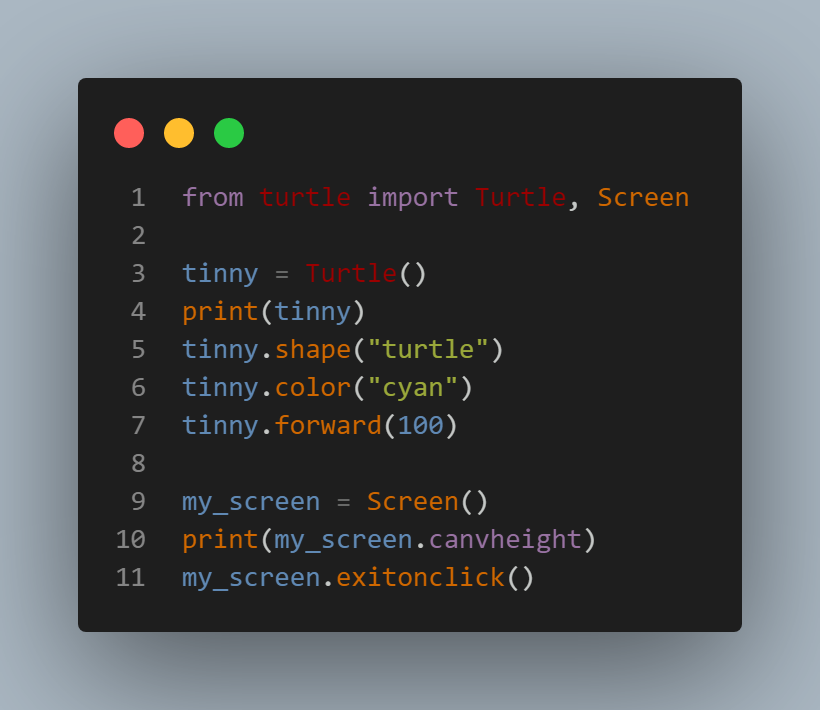 1 from turtle import Turtle, Screen
2
3 tinny = Turtle()
4 print(tinny)
5 tinny.shape("turtle")
6 tinny.color("cyan")
7 tinny.forward(100)
8
9 my_screen = Screen()
10 print(my_screen.canvheight)
11 my_screen.exitonclick()